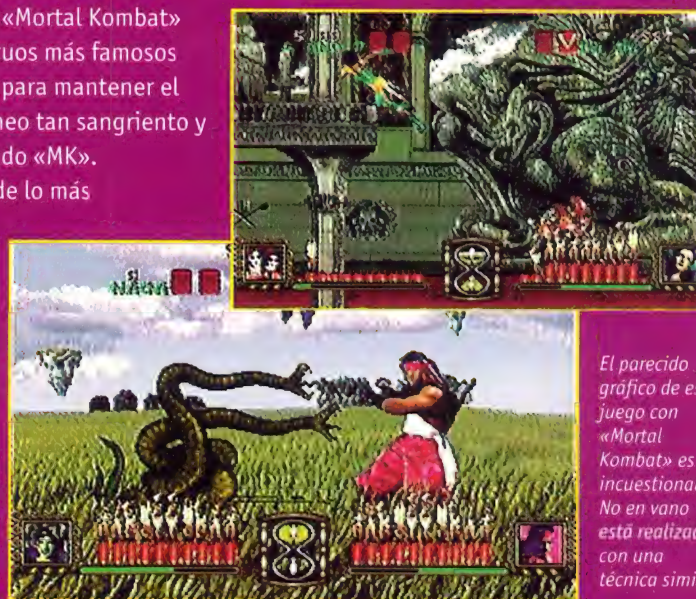 «Mortal Kombat»
uos más famosos
para mantener el
neo tan sangriento y
do «MK».
de lo más
El parecido
gráfico de es
juego con
«Mortal
Kombat» es
incuestiona
No en vano
está realizad
con una
técnica simi